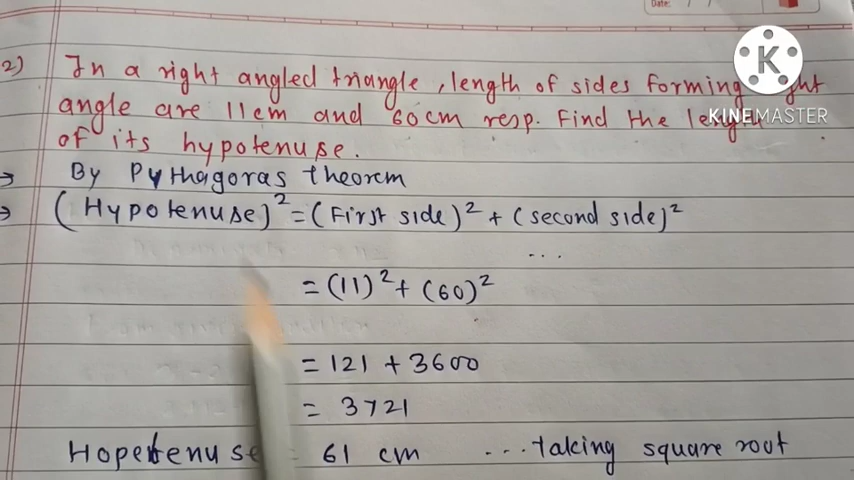 Date:
2) In a right angled triangle, length of sides forming
angle are 11cm and 60cm resp. Find the length
of its hypotenuse.
K
KINEMASTER
→ By Pythagoras theorem
→ (Hypotenuse)² = (First side)² + (second side)²
...
= (11)² + (60)²
= 121 + 3600
= 3721
Hopetenuse = 61 cm ...taking square root